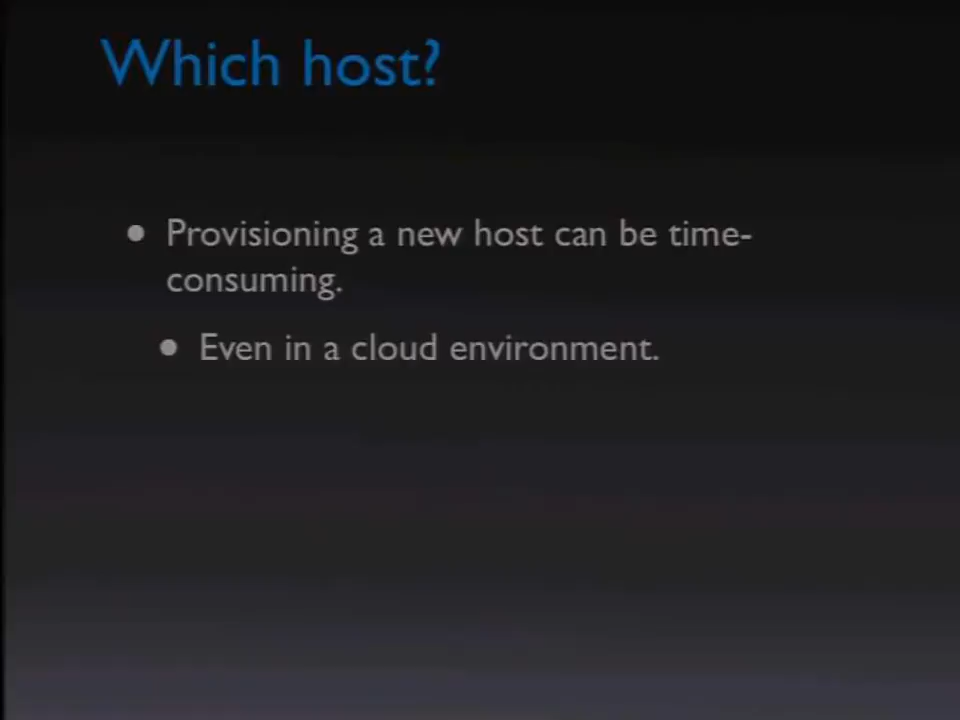 Which host?
• Provisioning a new host can be time-
consuming.
• Even in a cloud environment.